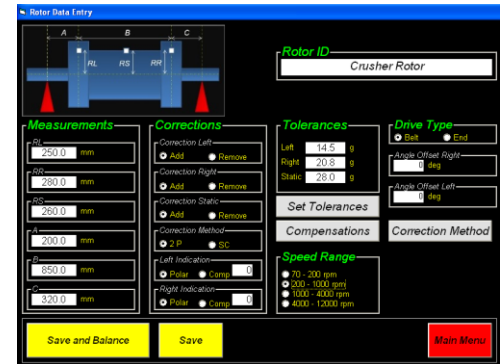 Rotor Data Entry
A B C
RL RS RR
Rotor ID
Crusher Rotor
Measurements
RL
250.0 mm
RR
280.0 mm
RS
260.0 mm
A
200.0 mm
B
850.0 mm
C
320.0 mm
Corrections
Correction Left
Add Remove
Correction Right
Add Remove
Correction Static
Add Remove
Correction Method
2 P SC
Left Indication
Polar Comp 0
Right Indication
Polar Comp 0
Tolerances
Left 14.5 g
Right 20.8 g
Static 28.0 g
Set Tolerances
Compensations
Speed Range
70 - 200 rpm
200 - 1000 rpm
1000 - 4000 rpm
4000 - 12000 rpm
Drive Type
Belt End
Angle Offset Right
0 deg
Angle Offset Left
0 deg
Correction Method
Save and Balance
Save
Main Menu